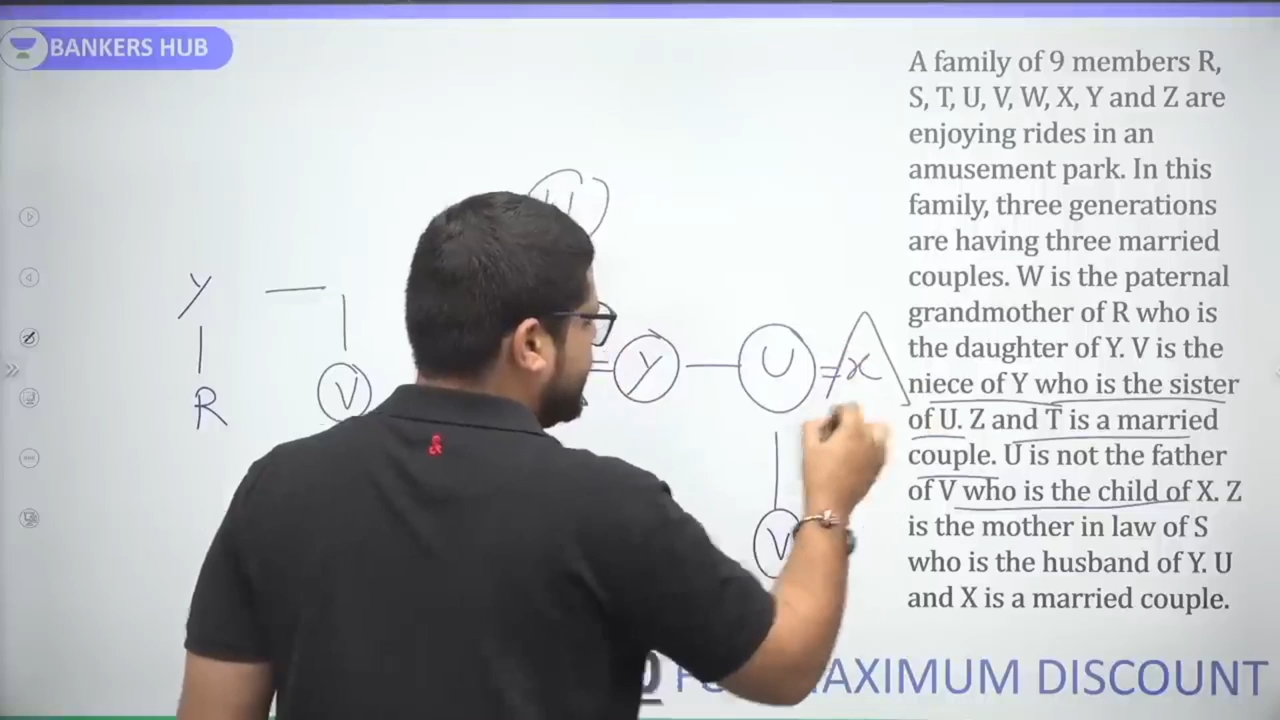 BANKERS HUB
A family of 9 members R,
S, T, U, V, W, X, Y and Z are
enjoying rides in an
amusement park. In this
family, three generations
are having three married
couples. W is the paternal
grandmother of R who is
the daughter of Y. V is the
niece of Y who is the sister
of U. Z and T is a married
couple. U is not the father
of V who is the child of X. Z
is the mother in law of S
who is the husband of Y. U
and X is a married couple.
Y
R
V
= Y — U = x
V
MAXIMUM DISCOUNT